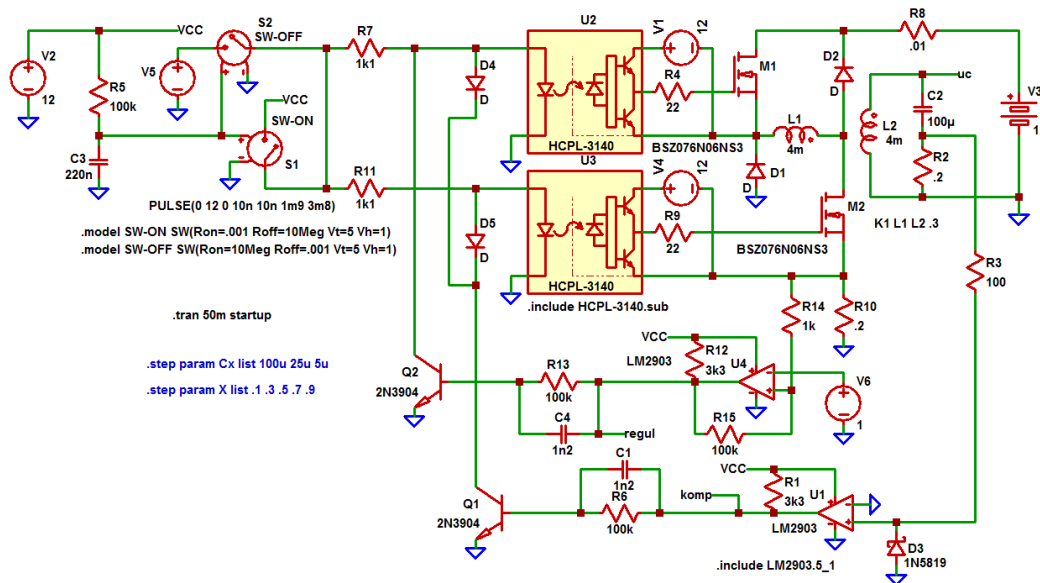 V2
12
VCC
R5
100k
C3
220n
V5
S2
SW-OFF
VCC
SW-ON
S1
R7
1k1
R11
1k1
PULSE(0 12 0 10n 10n 1m9 3m8)
.model SW-ON SW(Ron=.001 Roff=10Meg Vt=5 Vh=1)
.model SW-OFF SW(Ron=10Meg Roff=.001 Vt=5 Vh=1)
D4
D
D5
D
U2
HCPL-3140
U3
HCPL-3140
.include HCPL-3140.sub
V1
12
R4
22
M1
BSZ076N06NS3
V4
12
R9
22
M2
BSZ076N06NS3
D1
D
L1
4m
D2
D
R8
.01
L2
4m
uc
C2
100µ
R2
.2
K1 L1 L2 .3
V3
R3
100
R14
1k
R10
.2
.tran 50m startup
.step param Cx list 100u 25u 5u
.step param X list .1 .3 .5 .7 .9
Q2
2N3904
R13
100k
C4
1n2
regul
VCC
R12
3k3
LM2903
U4
R15
100k
V6
1
Q1
2N3904
C1
1n2
R6
100k
komp
VCC
R1
3k3
U1
LM2903
D3
1N5819
.include LM2903.5_1